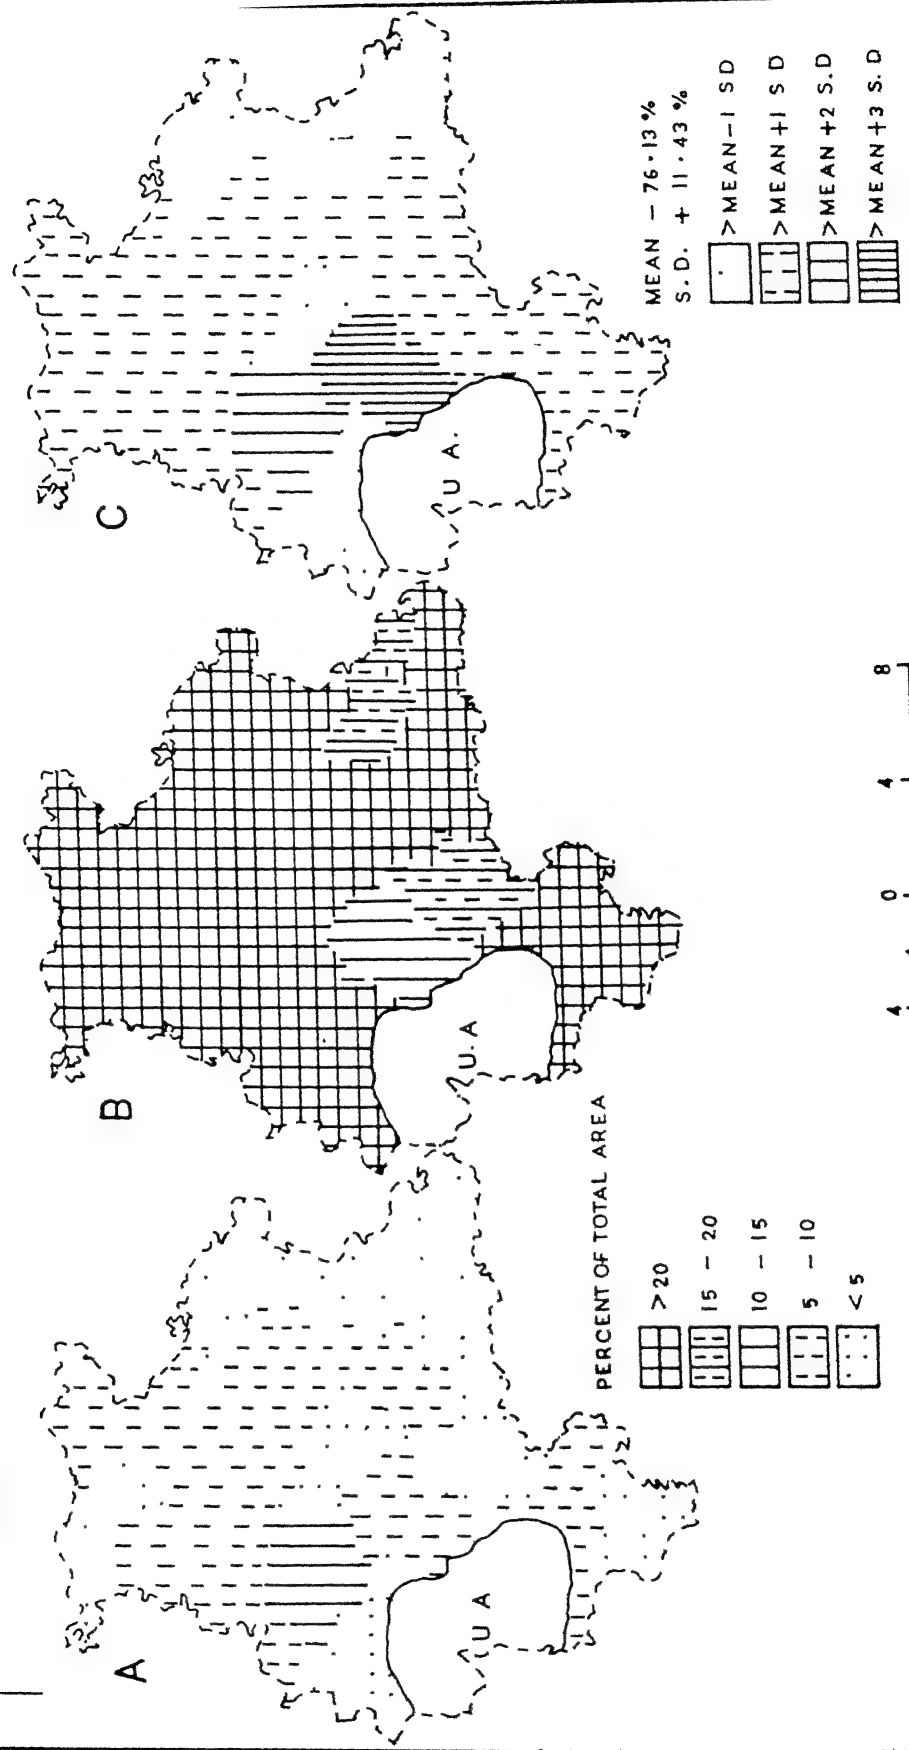 A
U A
PERCENT OF TOTAL AREA
> 20
15 - 20
10 - 15
5 - 10
< 5
B
U. A
4
0
4
8
C
U A.
MEAN - 76·13 %
S. D. + 11·43 %
> MEAN-1 S D
> MEAN+1 S D
> MEAN+2 S. D
> MEAN+3 S. D